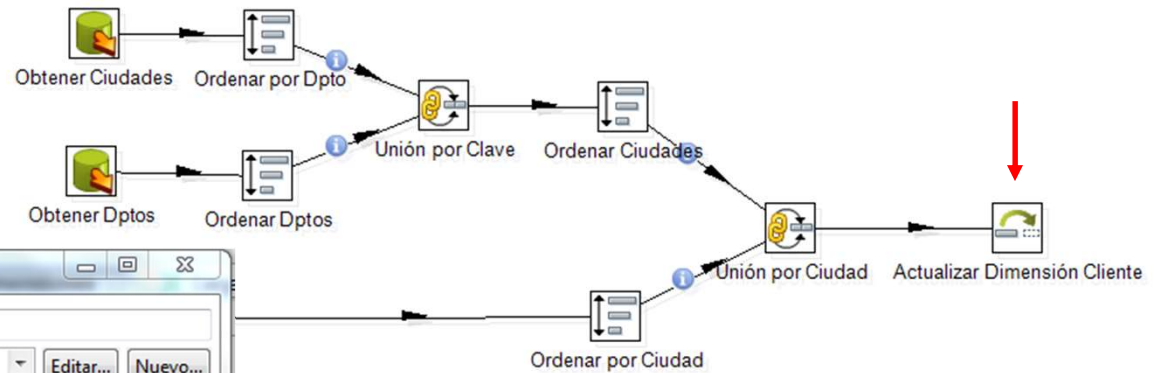 Obtener Ciudades
Ordenar por Dpto
Unión por Clave
Ordenar Ciudades
Obtener Dptos
Ordenar Dptos
Unión por Ciudad
Actualizar Dimensión Cliente
Editar... Nuevo...
Ordenar por Ciudad